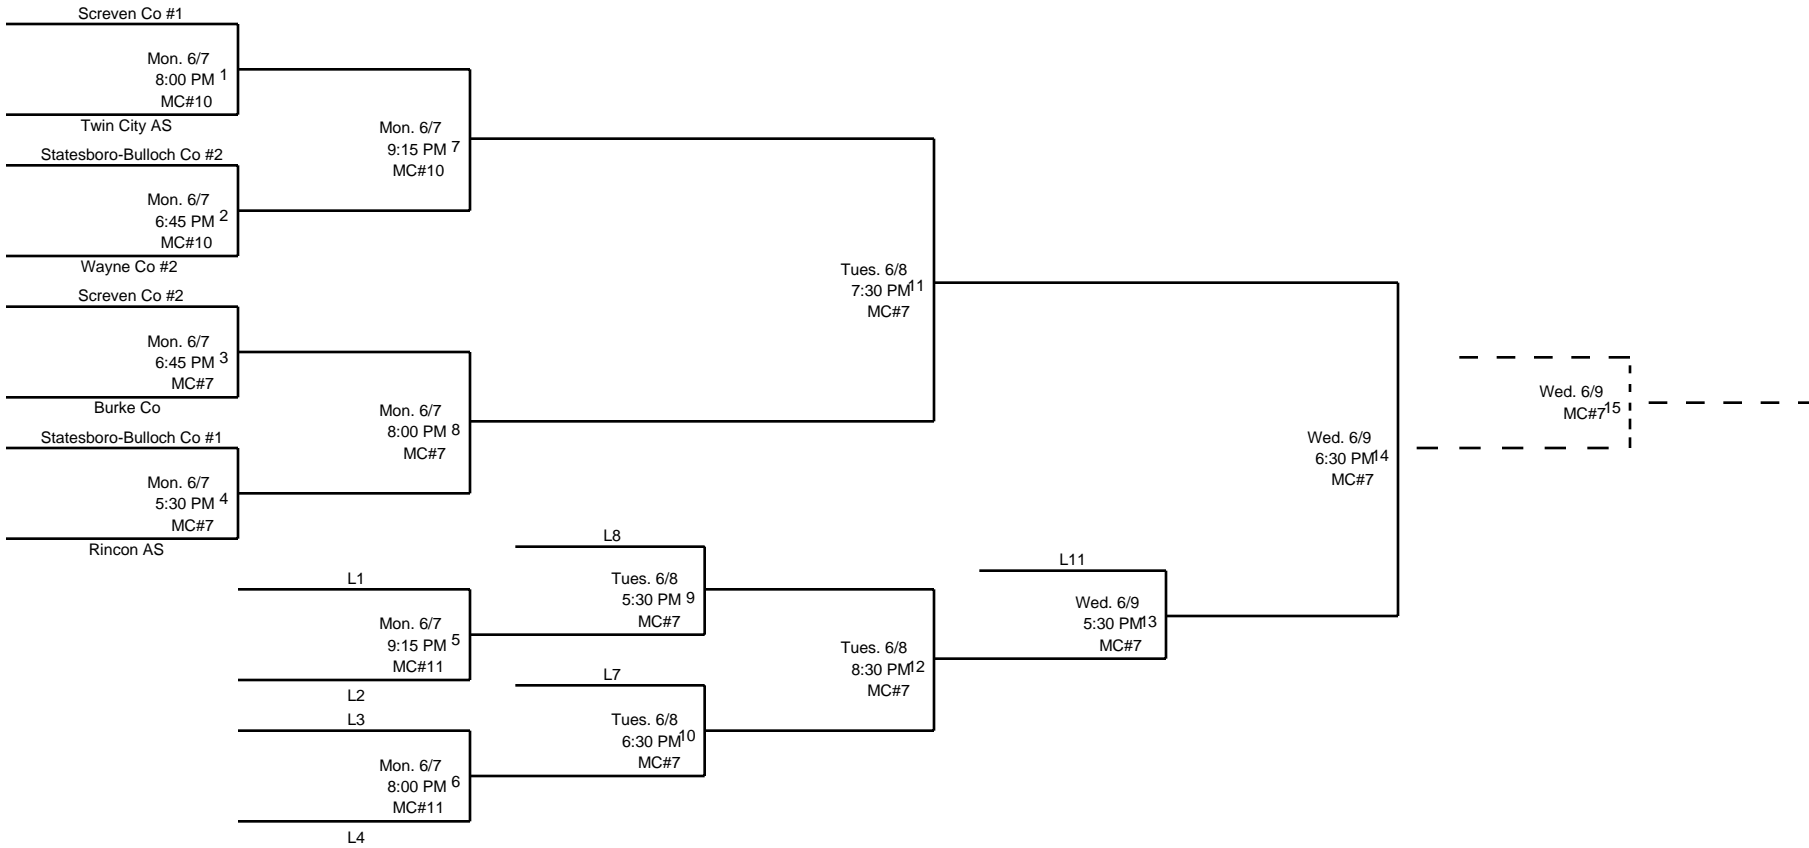 Screven Co #1
Mon. 6/7
8:00 PM 1
MC#10
Twin City AS
Statesboro-Bulloch Co #2
Mon. 6/7
6:45 PM 2
MC#10
Wayne Co #2
Screven Co #2
Mon. 6/7
6:45 PM 3
MC#7
Burke Co
Statesboro-Bulloch Co #1
Mon. 6/7
5:30 PM 4
MC#7
Rincon AS
Mon. 6/7
9:15 PM 7
MC#10
Mon. 6/7
8:00 PM 8
MC#7
L1
Mon. 6/7
9:15 PM 5
MC#11
L2
L3
Mon. 6/7
8:00 PM 6
MC#11
L4
L8
Tues. 6/8
5:30 PM 9
MC#7
L7
Tues. 6/8
6:30 PM 10
MC#7
Tues. 6/8
7:30 PM 11
MC#7
Tues. 6/8
8:30 PM 12
MC#7
L11
Wed. 6/9
5:30 PM 13
MC#7
Wed. 6/9
6:30 PM 14
MC#7
Wed. 6/9
MC#7 15